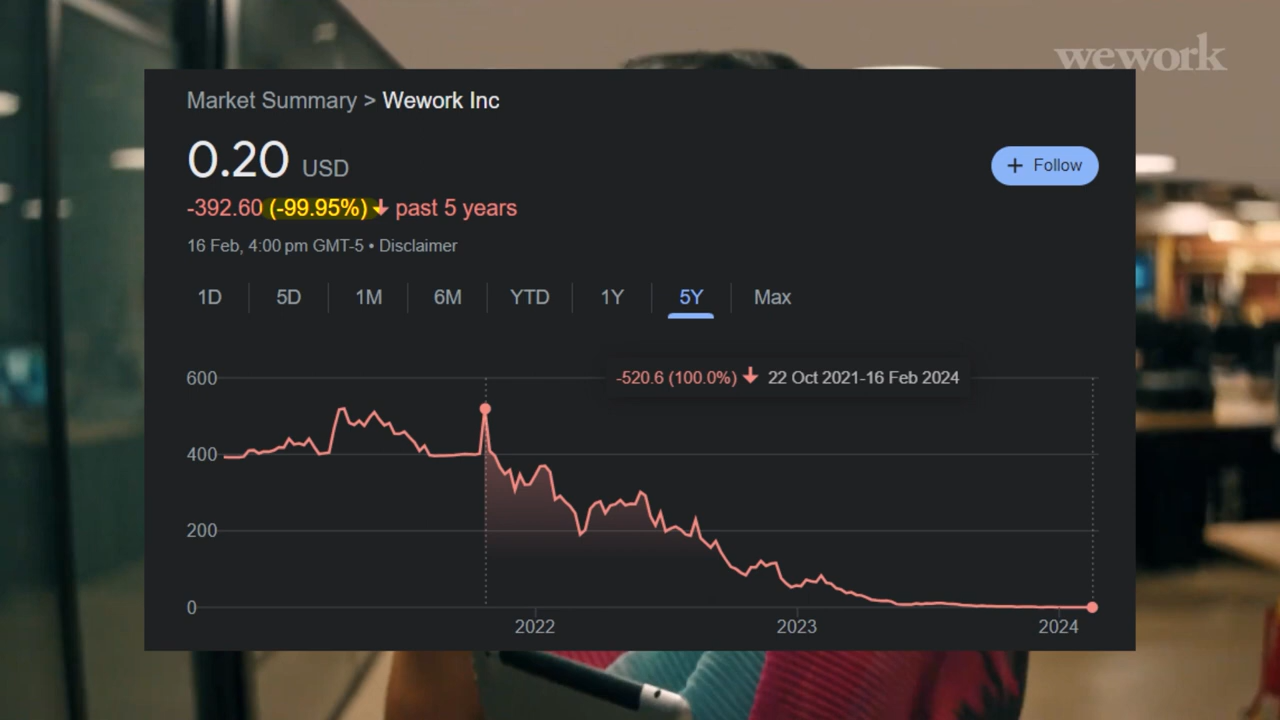 wework
Market Summary > Wework Inc
0.20 USD
+ Follow
-392.60 (-99.95%) ↓ past 5 years
16 Feb, 4:00 pm GMT-5 • Disclaimer
1D 5D 1M 6M YTD 1Y 5Y Max
-520.6 (100.0%) ↓ 22 Oct 2021-16 Feb 2024
600
400
200
0
2022 2023 2024